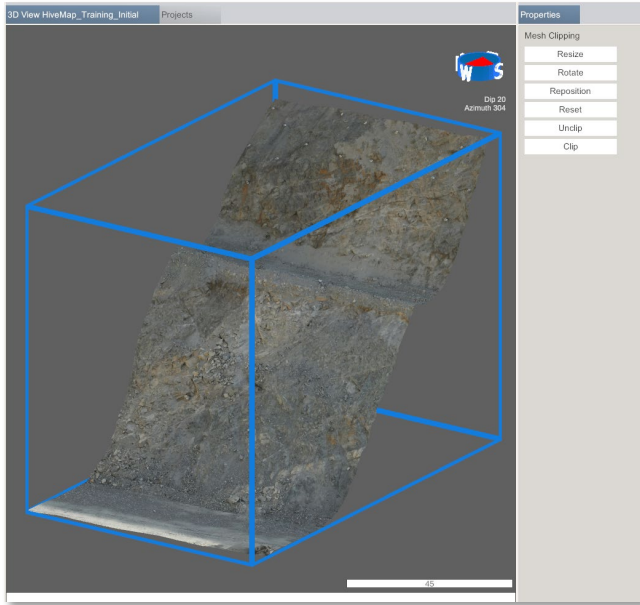 3D View HiveMap_Training_Initial
Projects
Properties
Mesh Clipping
Resize
Rotate
Reposition
Reset
Unclip
Clip
W S
Dip 20
Azimuth 304
45